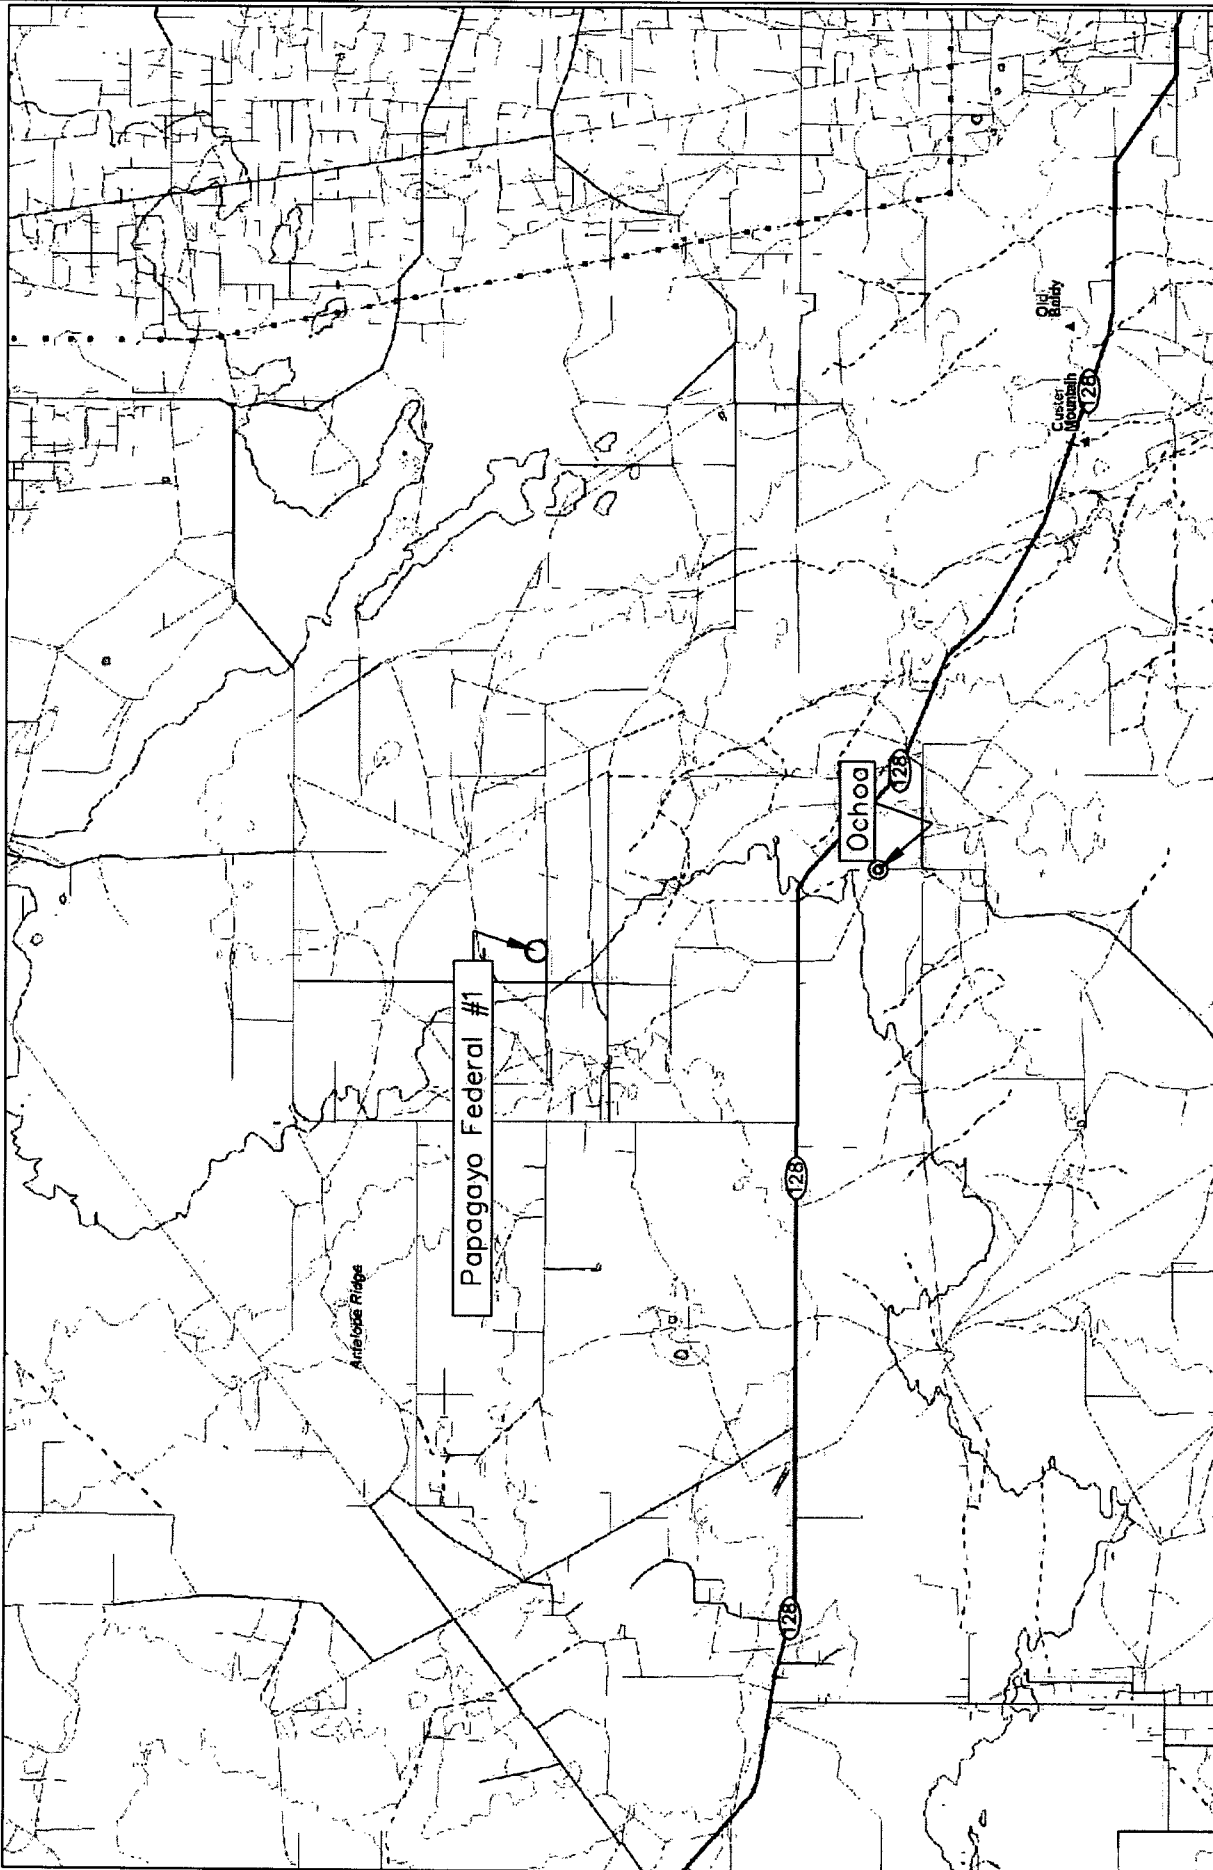 Antelope Ridge
Papagayo Federal #1
128
128
Ochoa
128
Custer
Mountain
128
Old
Baldy